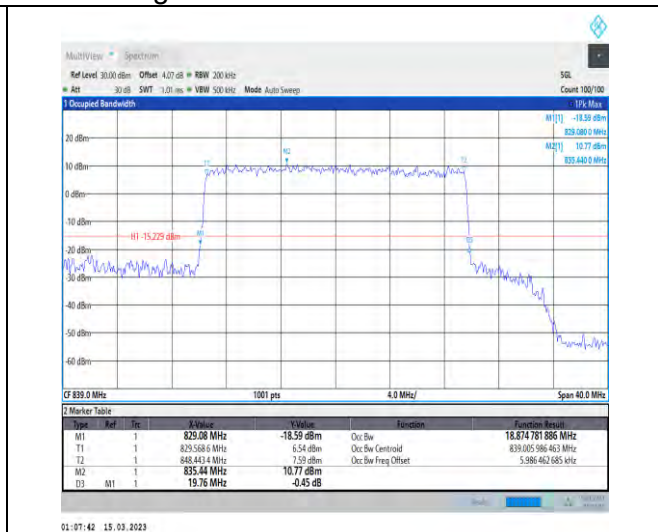 MultiView Spectrum
Ref Level 30.00 dBm Offset 4.07 dB RBW 200 kHz SGL
Att 30 dB SWT 1.01 ms VBW 500 kHz Mode Auto Sweep Count 100/100
1 Occupied Bandwidth 1Pk Max
M1[1] -18.59 dBm
829.0800 MHz
M2[1] 10.77 dBm
835.4400 MHz
20 dBm
M2
T1
T2
10 dBm
0 dBm
-10 dBm
H1 -15.229 dBm
M1
D3
-20 dBm
-30 dBm
-40 dBm
-50 dBm
-60 dBm
CF 839.0 MHz 1001 pts 4.0 MHz/ Span 40.0 MHz
2 Marker Table
Type Ref Trc X-Value Y-Value Function Function Result
M1 1 829.08 MHz -18.59 dBm Occ Bw 18.874 781 886 MHz
T1 1 829.568 6 MHz 6.54 dBm Occ Bw Centroid 839.005 986 463 MHz
T2 1 848.443 4 MHz 7.59 dBm Occ Bw Freq Offset 5.986 462 685 kHz
M2 1 835.44 MHz 10.77 dBm
D3 M1 1 19.76 MHz -0.45 dB
01:07:42 15.03.2023